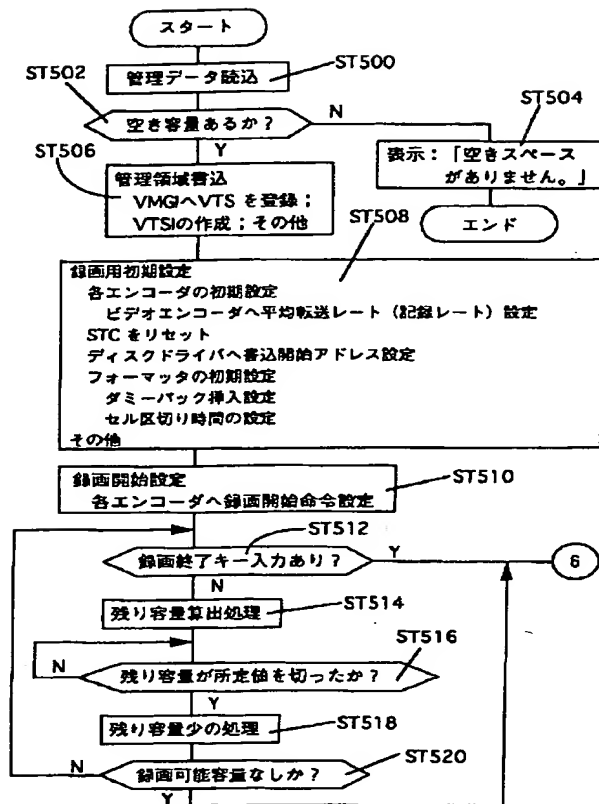 スタート
ST500
管理データ読込
ST502
空き容量あるか？
N
Y
ST504
表示：「空きスペース
がありません。」
エンド
ST506
管理領域書込
VMGIへVTS を登録；
VTSIの作成；その他
ST508
録画用初期設定
各エンコーダの初期設定
ビデオエンコーダへ平均転送レート（記録レート）設定
STC をリセット
ディスクドライバへ書込開始アドレス設定
フォーマッタの初期設定
ダミーパック挿入設定
セル区切り時間の設定
その他
録画開始設定
各エンコーダへ録画開始命令設定
ST510
ST512
録画終了キー入力あり？
Y
6
N
残り容量算出処理
ST514
ST516
残り容量が所定値を切ったか？
N
Y
残り容量少の処理
ST518
ST520
録画可能容量なしか？
N
Y